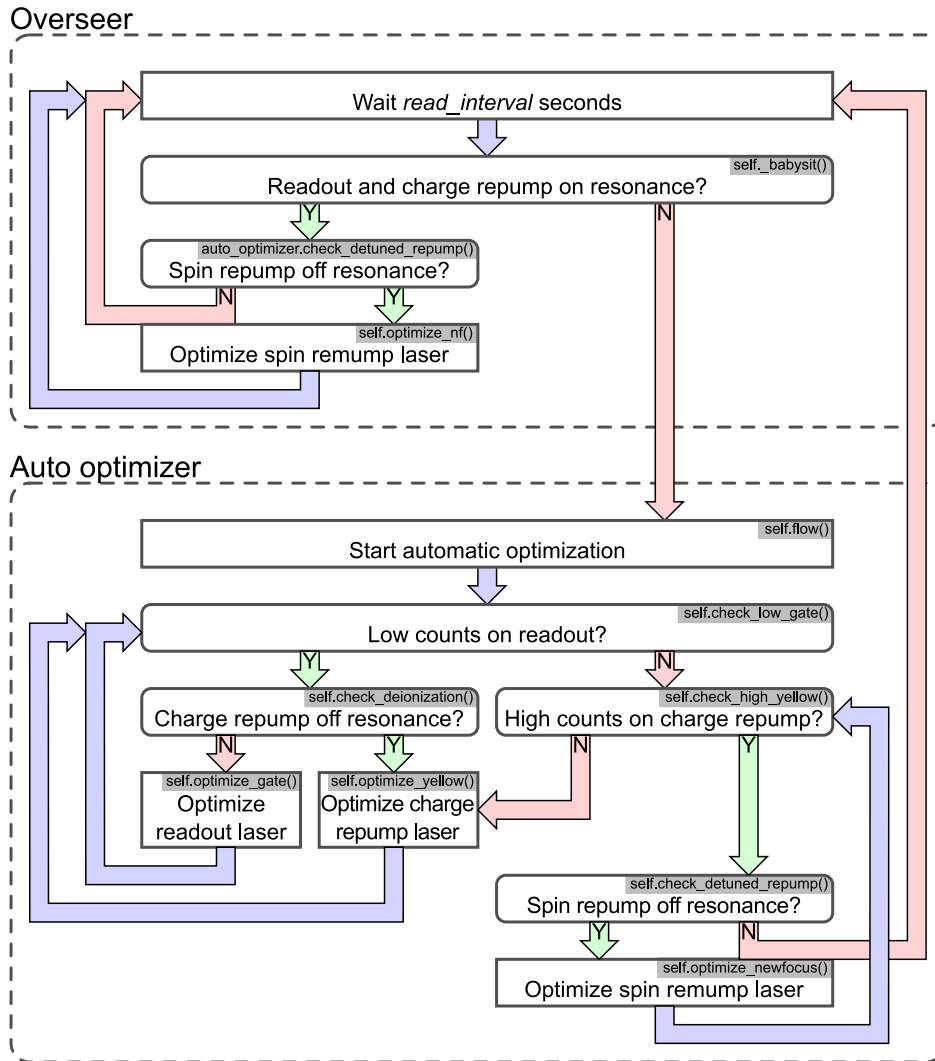 Overseer
Wait read_interval seconds
self._babysit()
Readout and charge repump on resonance?
Y
N
auto_optimizer.check_detuned_repump()
Spin repump off resonance?
N
Y
self.optimize_nf()
Optimize spin remump laser
Auto optimizer
self.flow()
Start automatic optimization
self.check_low_gate()
Low counts on readout?
Y
N
self.check_deionization()
Charge repump off resonance?
self.check_high_yellow()
High counts on charge repump?
N
Y
N
Y
self.optimize_gate()
Optimize
readout laser
self.optimize_yellow()
Optimize charge
repump laser
self.check_detuned_repump()
Spin repump off resonance?
Y
N
self.optimize_newfocus()
Optimize spin remump laser